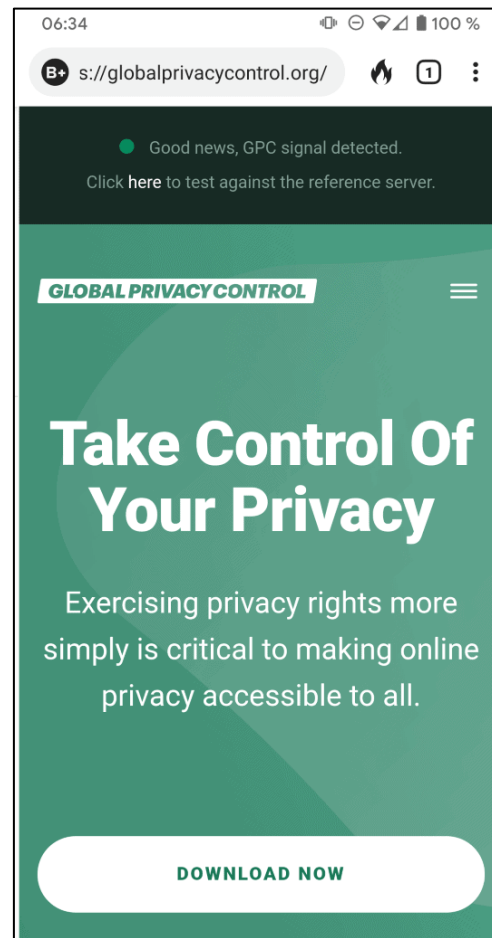 06:34 100 %
B+ s://globalprivacycontrol.org/ 1
Good news, GPC signal detected.
Click here to test against the reference server.
GLOBAL PRIVACY CONTROL
Take Control Of
Your Privacy
Exercising privacy rights more
simply is critical to making online
privacy accessible to all.
DOWNLOAD NOW